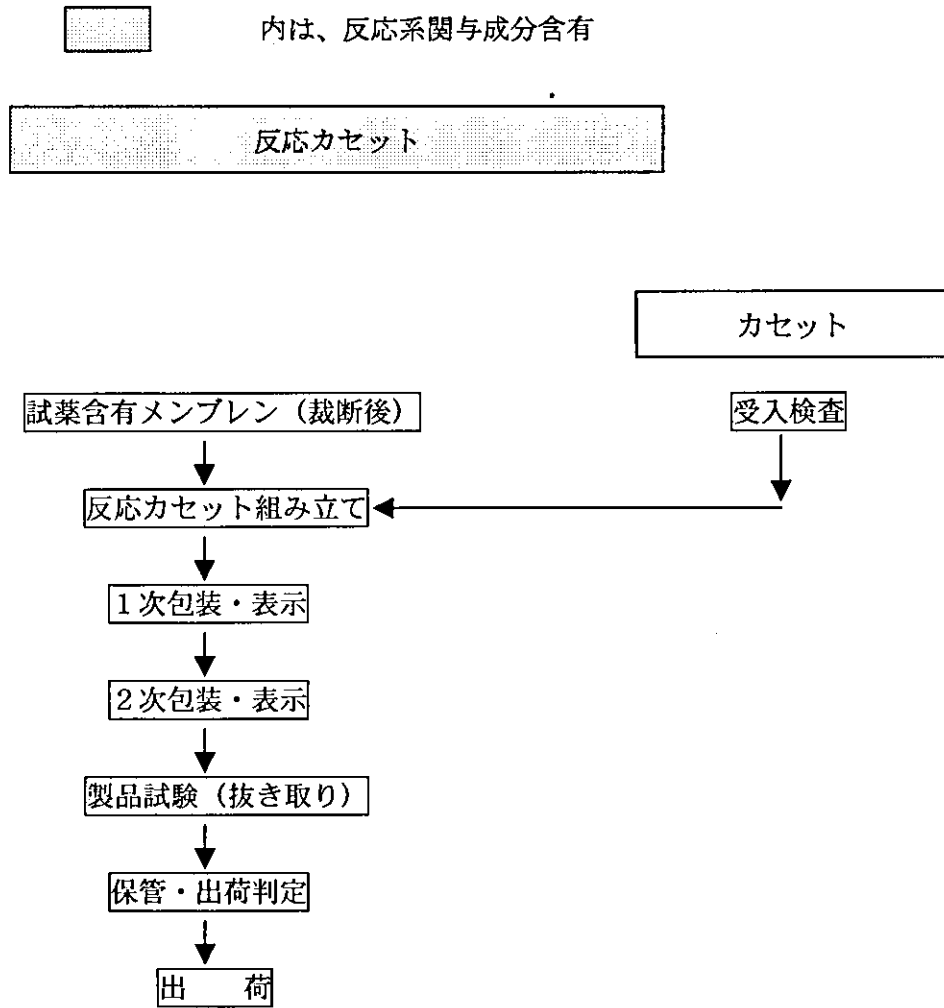 内は、反応系関与成分含有
反応カセット
カセット
試薬含有メンブレン（裁断後）
受入検査
反応カセット組み立て
１次包装・表示
２次包装・表示
製品試験（抜き取り）
保管・出荷判定
出　　荷